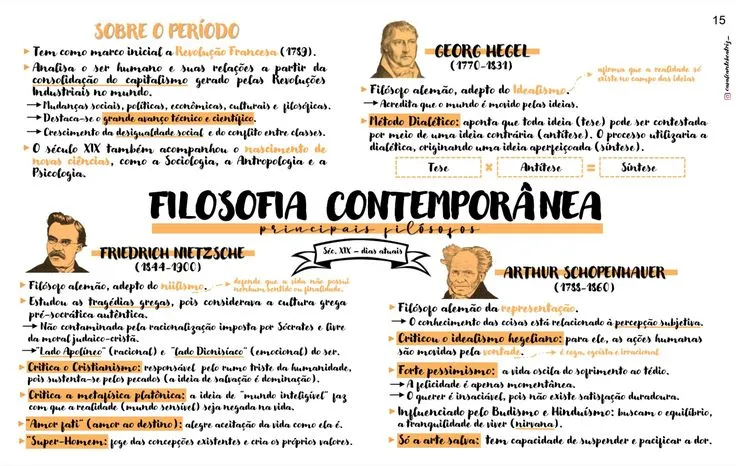 15
SOBRE O PERÍODO
Tem como marco inicial a Revolução Francesa (1789).
Analisa o ser humano e suas relações a partir da
consolidação do capitalismo gerado pelas Revoluções
Industriais no mundo.
→Mudanças sociais, políticas, econômicas, culturais e filosóficas.
→Destaca-se o grande avanço técnico e científico.
→Crescimento da desigualdade social e do conflito entre classes.
O século XIX também acompanhou o nascimento de
novas ciências, como a Sociologia, a Antropologia e a
Psicologia.
GEORG HEGEL
(1770-1831)
afirma que a realidade só
existe no campo das ideias
Filósofo alemão, adepto do Idealismo.
→Acredita que o mundo é movido pelas ideias.
Método Dialético: aponta que toda ideia (tese) pode ser contestada
por meio de uma ideia contrária (antítese). O processo utilizaria a
dialética, originando uma ideia aperfeiçoada (síntese).
Tese × Antítese = Síntese
FILOSOFIA CONTEMPORÂNEA
principais filósofos
Séc. XIX - dias atuais
FRIEDRICH NIETZSCHE
(1844-1900)
Filósofo alemão, adepto do niilismo.
defende que a vida não possui
nenhum sentido ou finalidade.
Estudou as tragédias gregas, pois considerava a cultura grega
pré-socrática autêntica.
→Não contaminada pela racionalização imposta por Sócrates e livre
da moral judaico-cristã.
→"Lado Apolíneo" (racional) e "lado Dionisíaco" (emocional) do ser.
Critica o Cristianismo: responsável pelo rumo triste da humanidade,
pois sustenta-se pelos pecados (a ideia de salvação é dominação).
Critica a metafísica platônica: a ideia de "mundo inteligível" faz
com que a realidade (mundo sensível) seja negada na vida.
"Amor fati" (amor ao destino): alegre aceitação da vida como ela é.
"Super-Homem: foge das concepções existentes e cria os próprios valores.
ARTHUR SCHOPENHAUER
(1788-1860)
Filósofo alemão da representação.
→O conhecimento das coisas está relacionado à percepção subjetiva.
Criticou o idealismo hegeliano: para ele, as ações humanas
são movidas pela vontade.
é cega, egoísta e irracional
Forte pessimismo: a vida oscila do sofrimento ao tédio.
→A felicidade é apenas momentânea.
→O querer é insaciável, pois não existe satisfação duradoura.
Influenciado pelo Budismo e Hinduísmo: buscam o equilíbrio,
a tranquilidade de viver (nirvana).
Só a arte salva: tem capacidade de suspender e pacificar a dor.